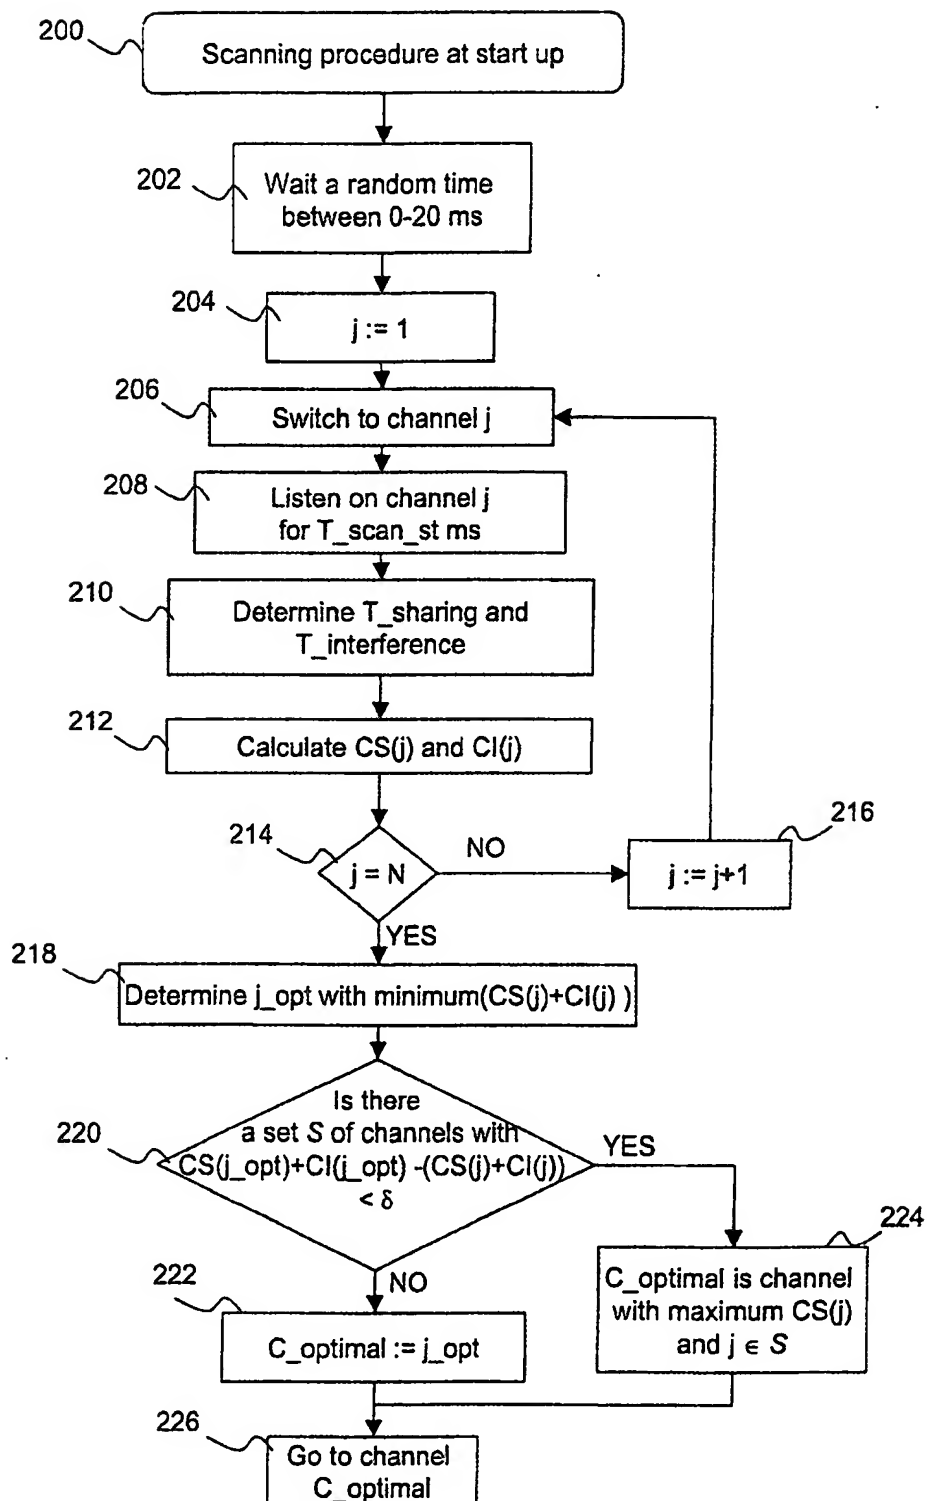 200
Scanning procedure at start up
202
Wait a random time
between 0-20 ms
204
j := 1
206
Switch to channel j
208
Listen on channel j
for T_scan_st ms
210
Determine T_sharing and
T_interference
212
Calculate CS(j) and CI(j)
214
j = N
NO
216
j := j+1
YES
218
Determine j_opt with minimum(CS(j)+CI(j) )
220
Is there
a set S of channels with
CS(j_opt)+CI(j_opt) -(CS(j)+CI(j))
< δ
YES
224
C_optimal is channel
with maximum CS(j)
and j ∈ S
NO
222
C_optimal := j_opt
226
Go to channel
C_optimal